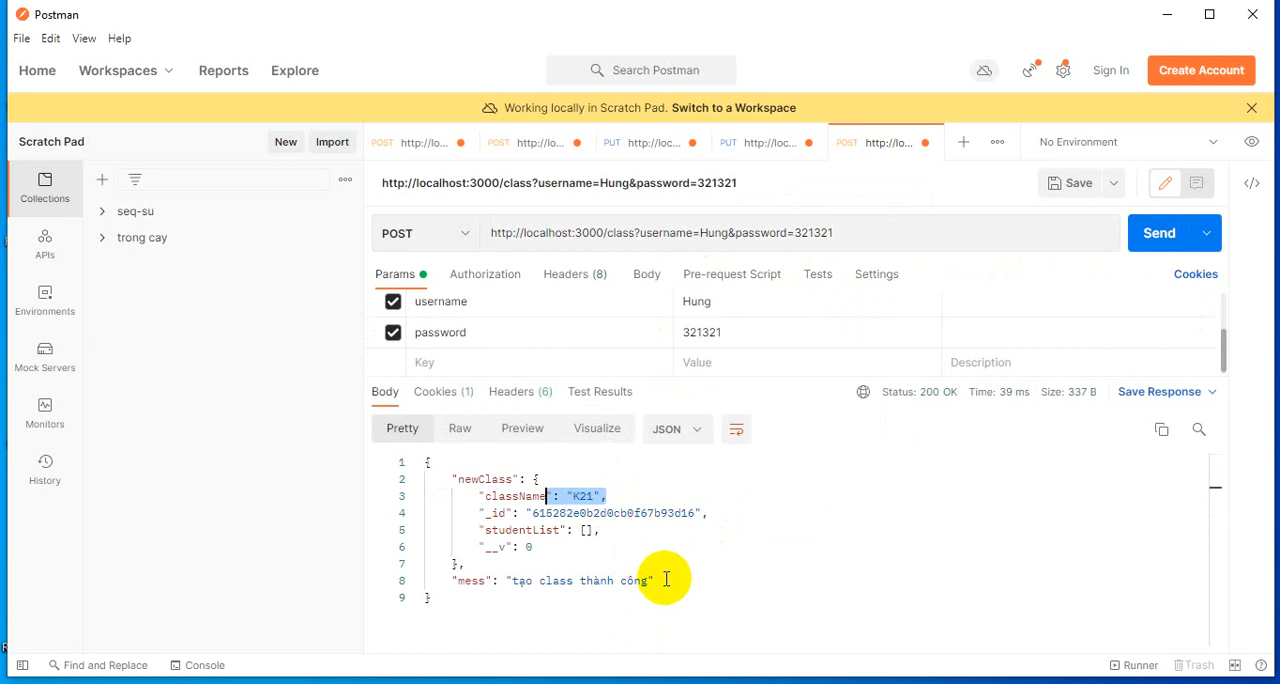 Postman
File Edit View Help
Home Workspaces Reports Explore Search Postman Sign In Create Account
Working locally in Scratch Pad. Switch to a Workspace
Scratch Pad New Import
POST http://lo... POST http://lo... PUT http://loc... PUT http://loc... POST http://lo... No Environment
http://localhost:3000/class?username=Hung&password=321321 Save
Collections
APIs
Environments
Mock Servers
Monitors
History
seq-su
trong cay
POST http://localhost:3000/class?username=Hung&password=321321 Send
Params Authorization Headers (8) Body Pre-request Script Tests Settings Cookies
username Hung
password 321321
Key Value Description
Body Cookies (1) Headers (6) Test Results Status: 200 OK Time: 39 ms Size: 337 B Save Response
Pretty Raw Preview Visualize JSON
1 {
2 "newClass": {
3 "className": "K21",
4 "_id": "615282e0b2d0cb0f67b93d16",
5 "studentList": [],
6 "__v": 0
7 },
8 "mess": "tạo class thành công"
9 }
Find and Replace Console Runner Trash